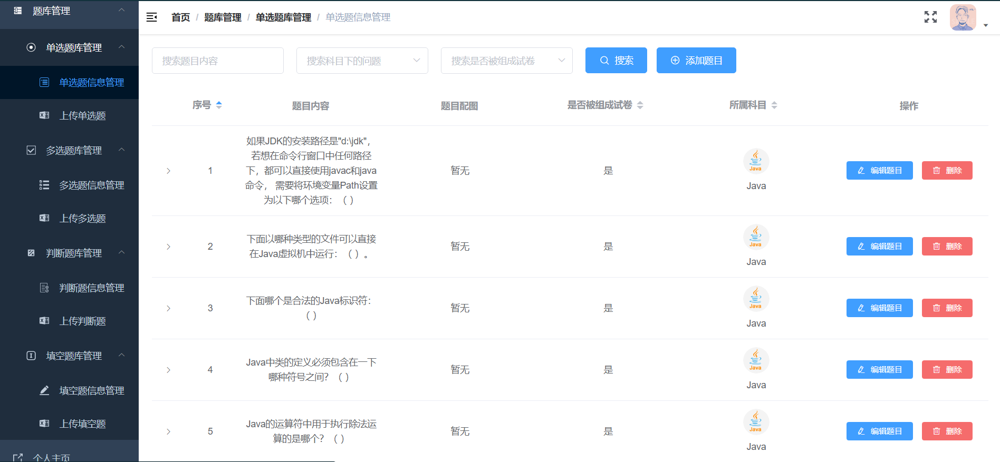 题库管理
单选题库管理
单选题信息管理
上传单选题
多选题库管理
多选题信息管理
上传多选题
判断题库管理
判断题信息管理
上传判断题
填空题库管理
填空题信息管理
上传填空题
个人主页
首页 / 题库管理 / 单选题库管理 / 单选题信息管理
搜索题目内容 搜索科目下的问题 搜索是否被组成试卷 搜索 添加题目
序号 题目内容 题目配图 是否被组成试卷 所属科目 操作
如果JDK的安装路径是"d:\jdk",
若想在命令行窗口中任何路径
下，都可以直接使用javac和java
命令， 需要将环境变量Path设置
为以下哪个选项：（ ）
1 暂无 是 Java Java 编辑题目 删除
下面以哪种类型的文件可以直接
在Java虚拟机中运行：（ ）。
2 暂无 是 Java Java 编辑题目 删除
下面哪个是合法的Java标识符：
（ ）
3 暂无 是 Java Java 编辑题目 删除
Java中类的定义必须包含在一下
哪种符号之间？（ ）
4 暂无 是 Java Java 编辑题目 删除
Java的运算符中用于执行除法运
算的是哪个？（ ）
5 暂无 是 Java Java 编辑题目 删除